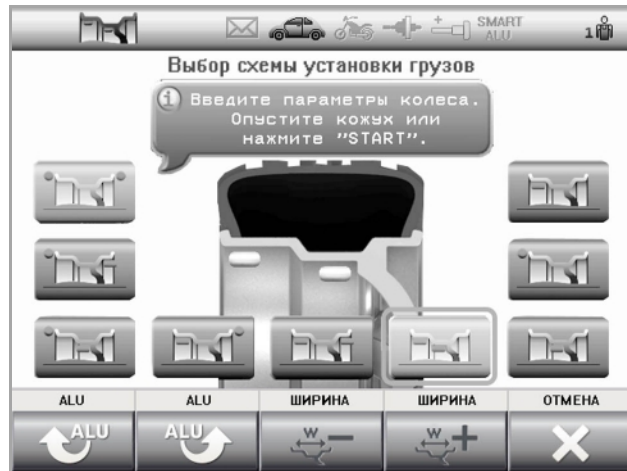 SMART
ALU
1
Выбор схемы установки грузов
Введите параметры колеса.
Опустите кожух или
нажмите "START".
ALU
ALU
ШИРИНА
ШИРИНА
ОТМЕНА
ALU
ALU
W
W